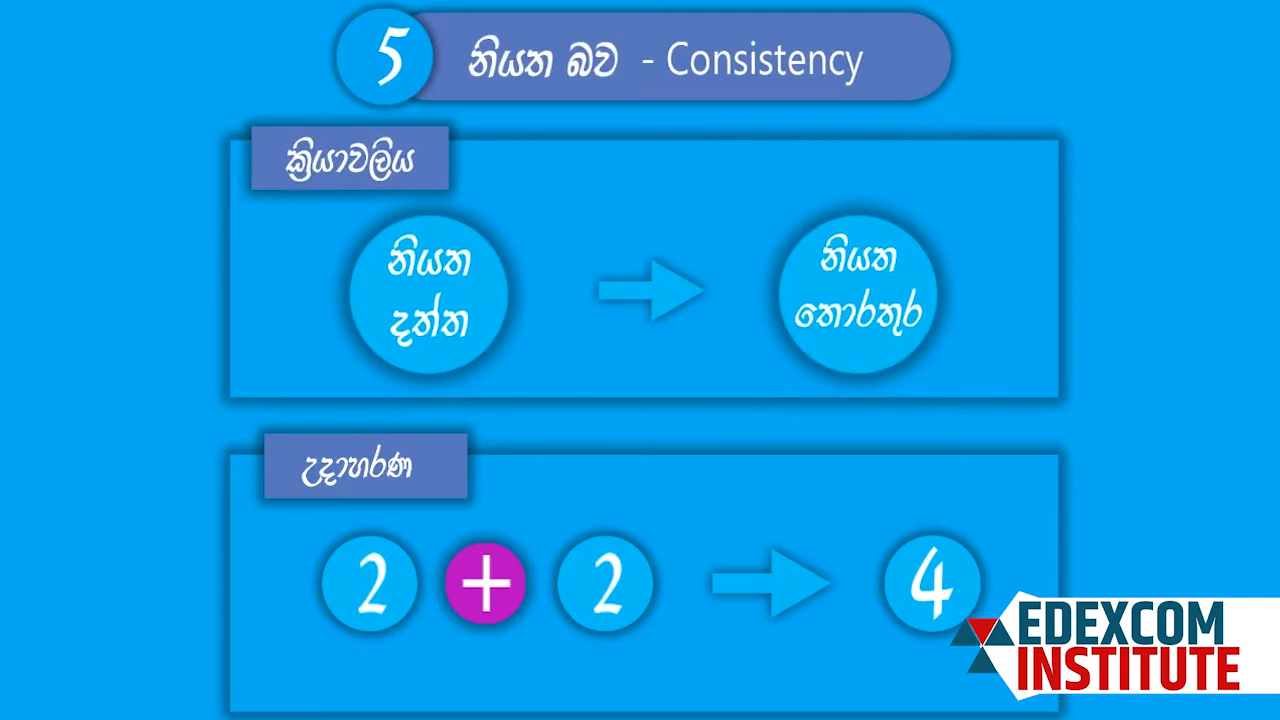 5 නියත බව - Consistency
ක්‍රියාවලිය
නියත
දත්ත
නියත
තොරතුර
උදාහරණ
2 + 2 4
EDEXCOM
INSTITUTE